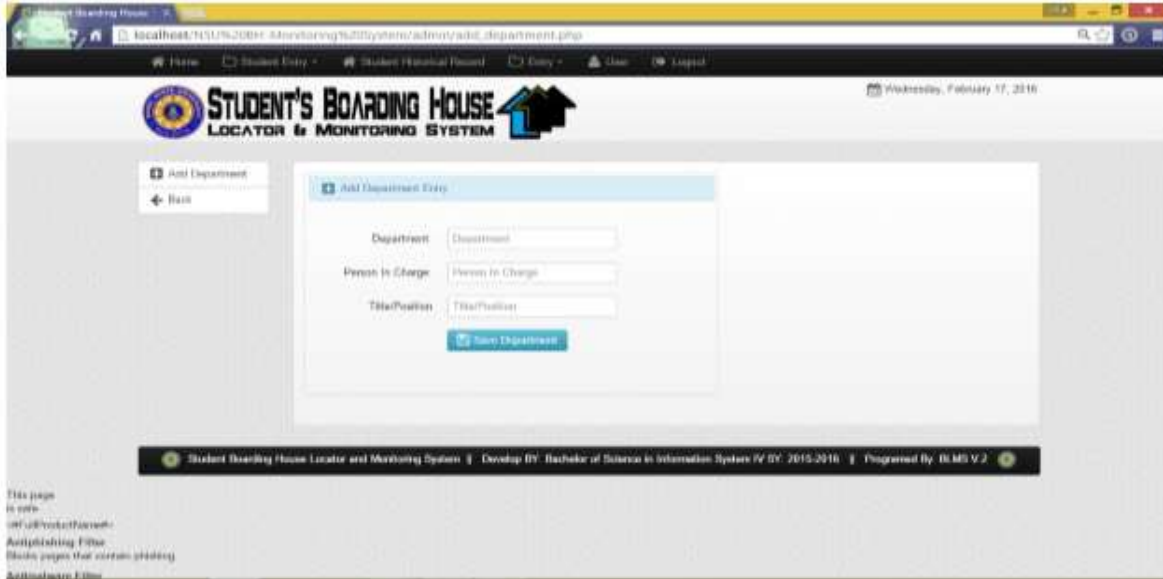 Student Boarding House
localhost/NSU%20BH-Monitoring%20System/admin/add_department.php
Home Student Entry Student Historical Record Entry User Logout
STUDENT'S BOARDING HOUSE
LOCATOR & MONITORING SYSTEM
Wednesday, February 17, 2016
Add Department
Back
Add Department Entry
Department Department
Person In Charge Person In Charge
Title/Position Title/Position
Save Department
Student Boarding House Locator and Monitoring System || Develop BY: Bachelor of Science in Information System IV SY: 2015-2016 || Programed By: BLMS V.2
This page
is safe
<#FullProductName#>
Antiphishing Filter
Blocks pages that contain phishing
Antimalware Filter